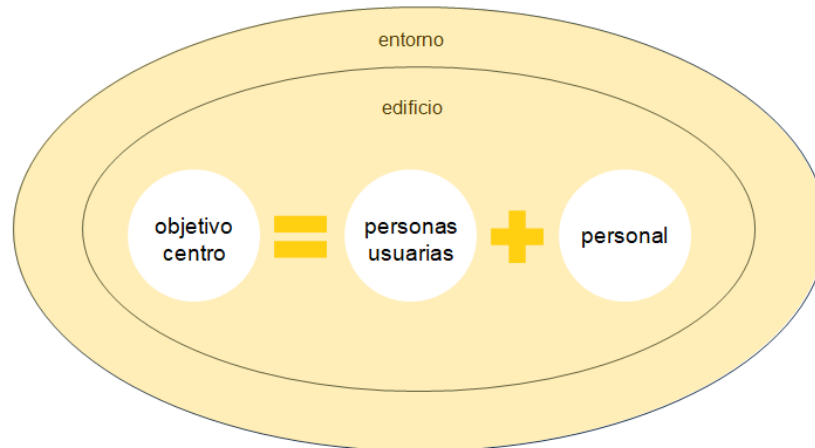 entorno
edificio
objetivo
centro
personas
usuarias
personal